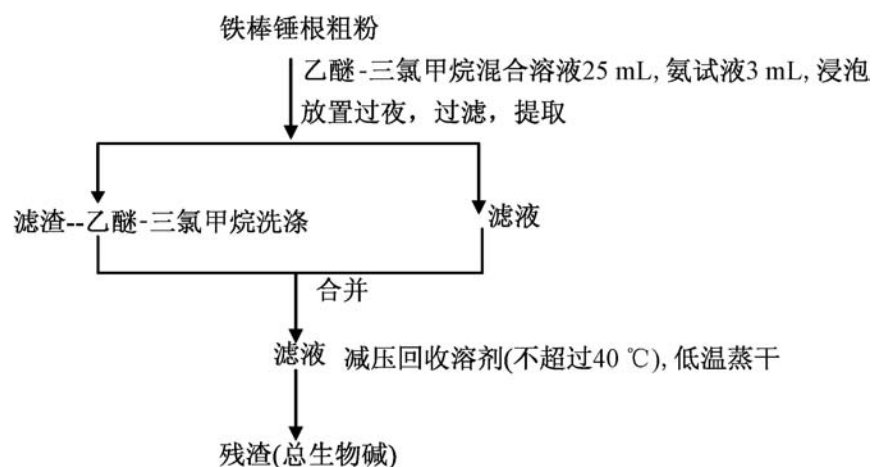 铁棒锤根粗粉
乙醚-三氯甲烷混合溶液25 mL, 氨试液3 mL, 浸泡
放置过夜，过滤，提取
滤渣--乙醚-三氯甲烷洗涤
滤液
合并
滤液 减压回收溶剂(不超过40 ℃), 低温蒸干
残渣(总生物碱)